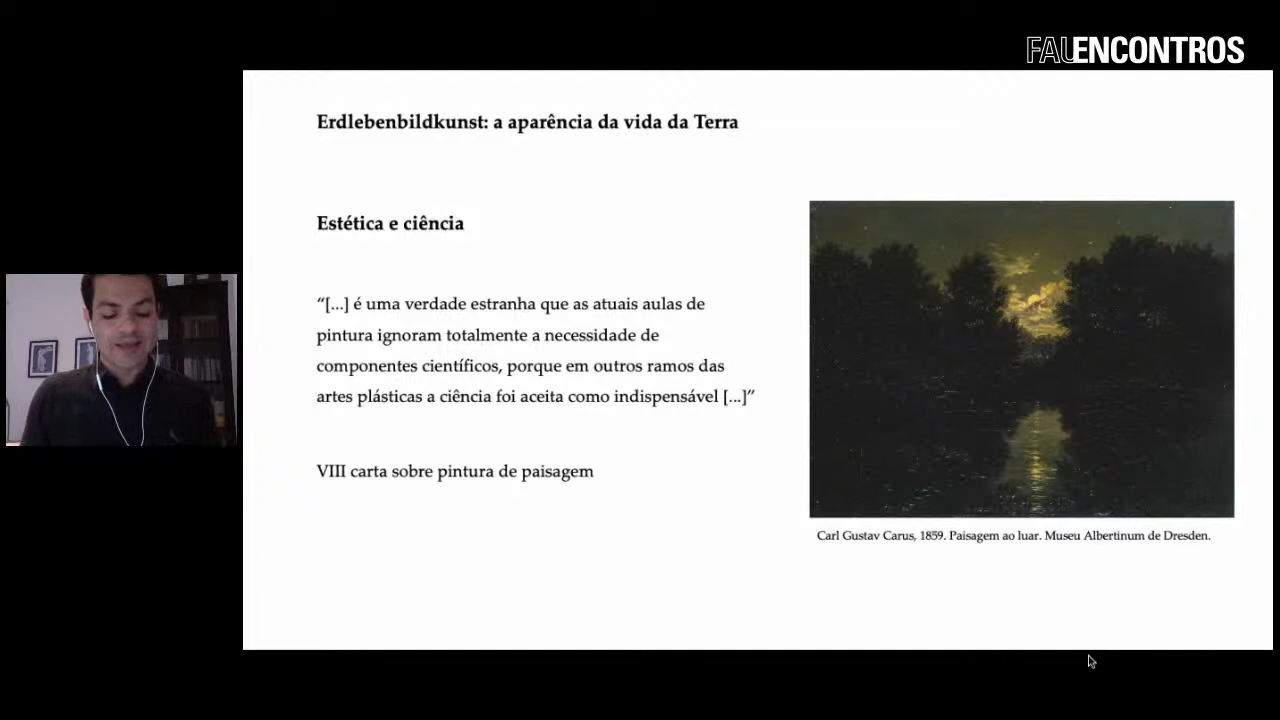 FALENCONTROS
Erdlebenbildkunst: a aparência da vida da Terra
Estética e ciência
“[...] é uma verdade estranha que as atuais aulas de
pintura ignoram totalmente a necessidade de
componentes científicos, porque em outros ramos das
artes plásticas a ciência foi aceita como indispensável [...]”
VIII carta sobre pintura de paisagem
Carl Gustav Carus, 1859. Paisagem ao luar. Museu Albertinum de Dresden.